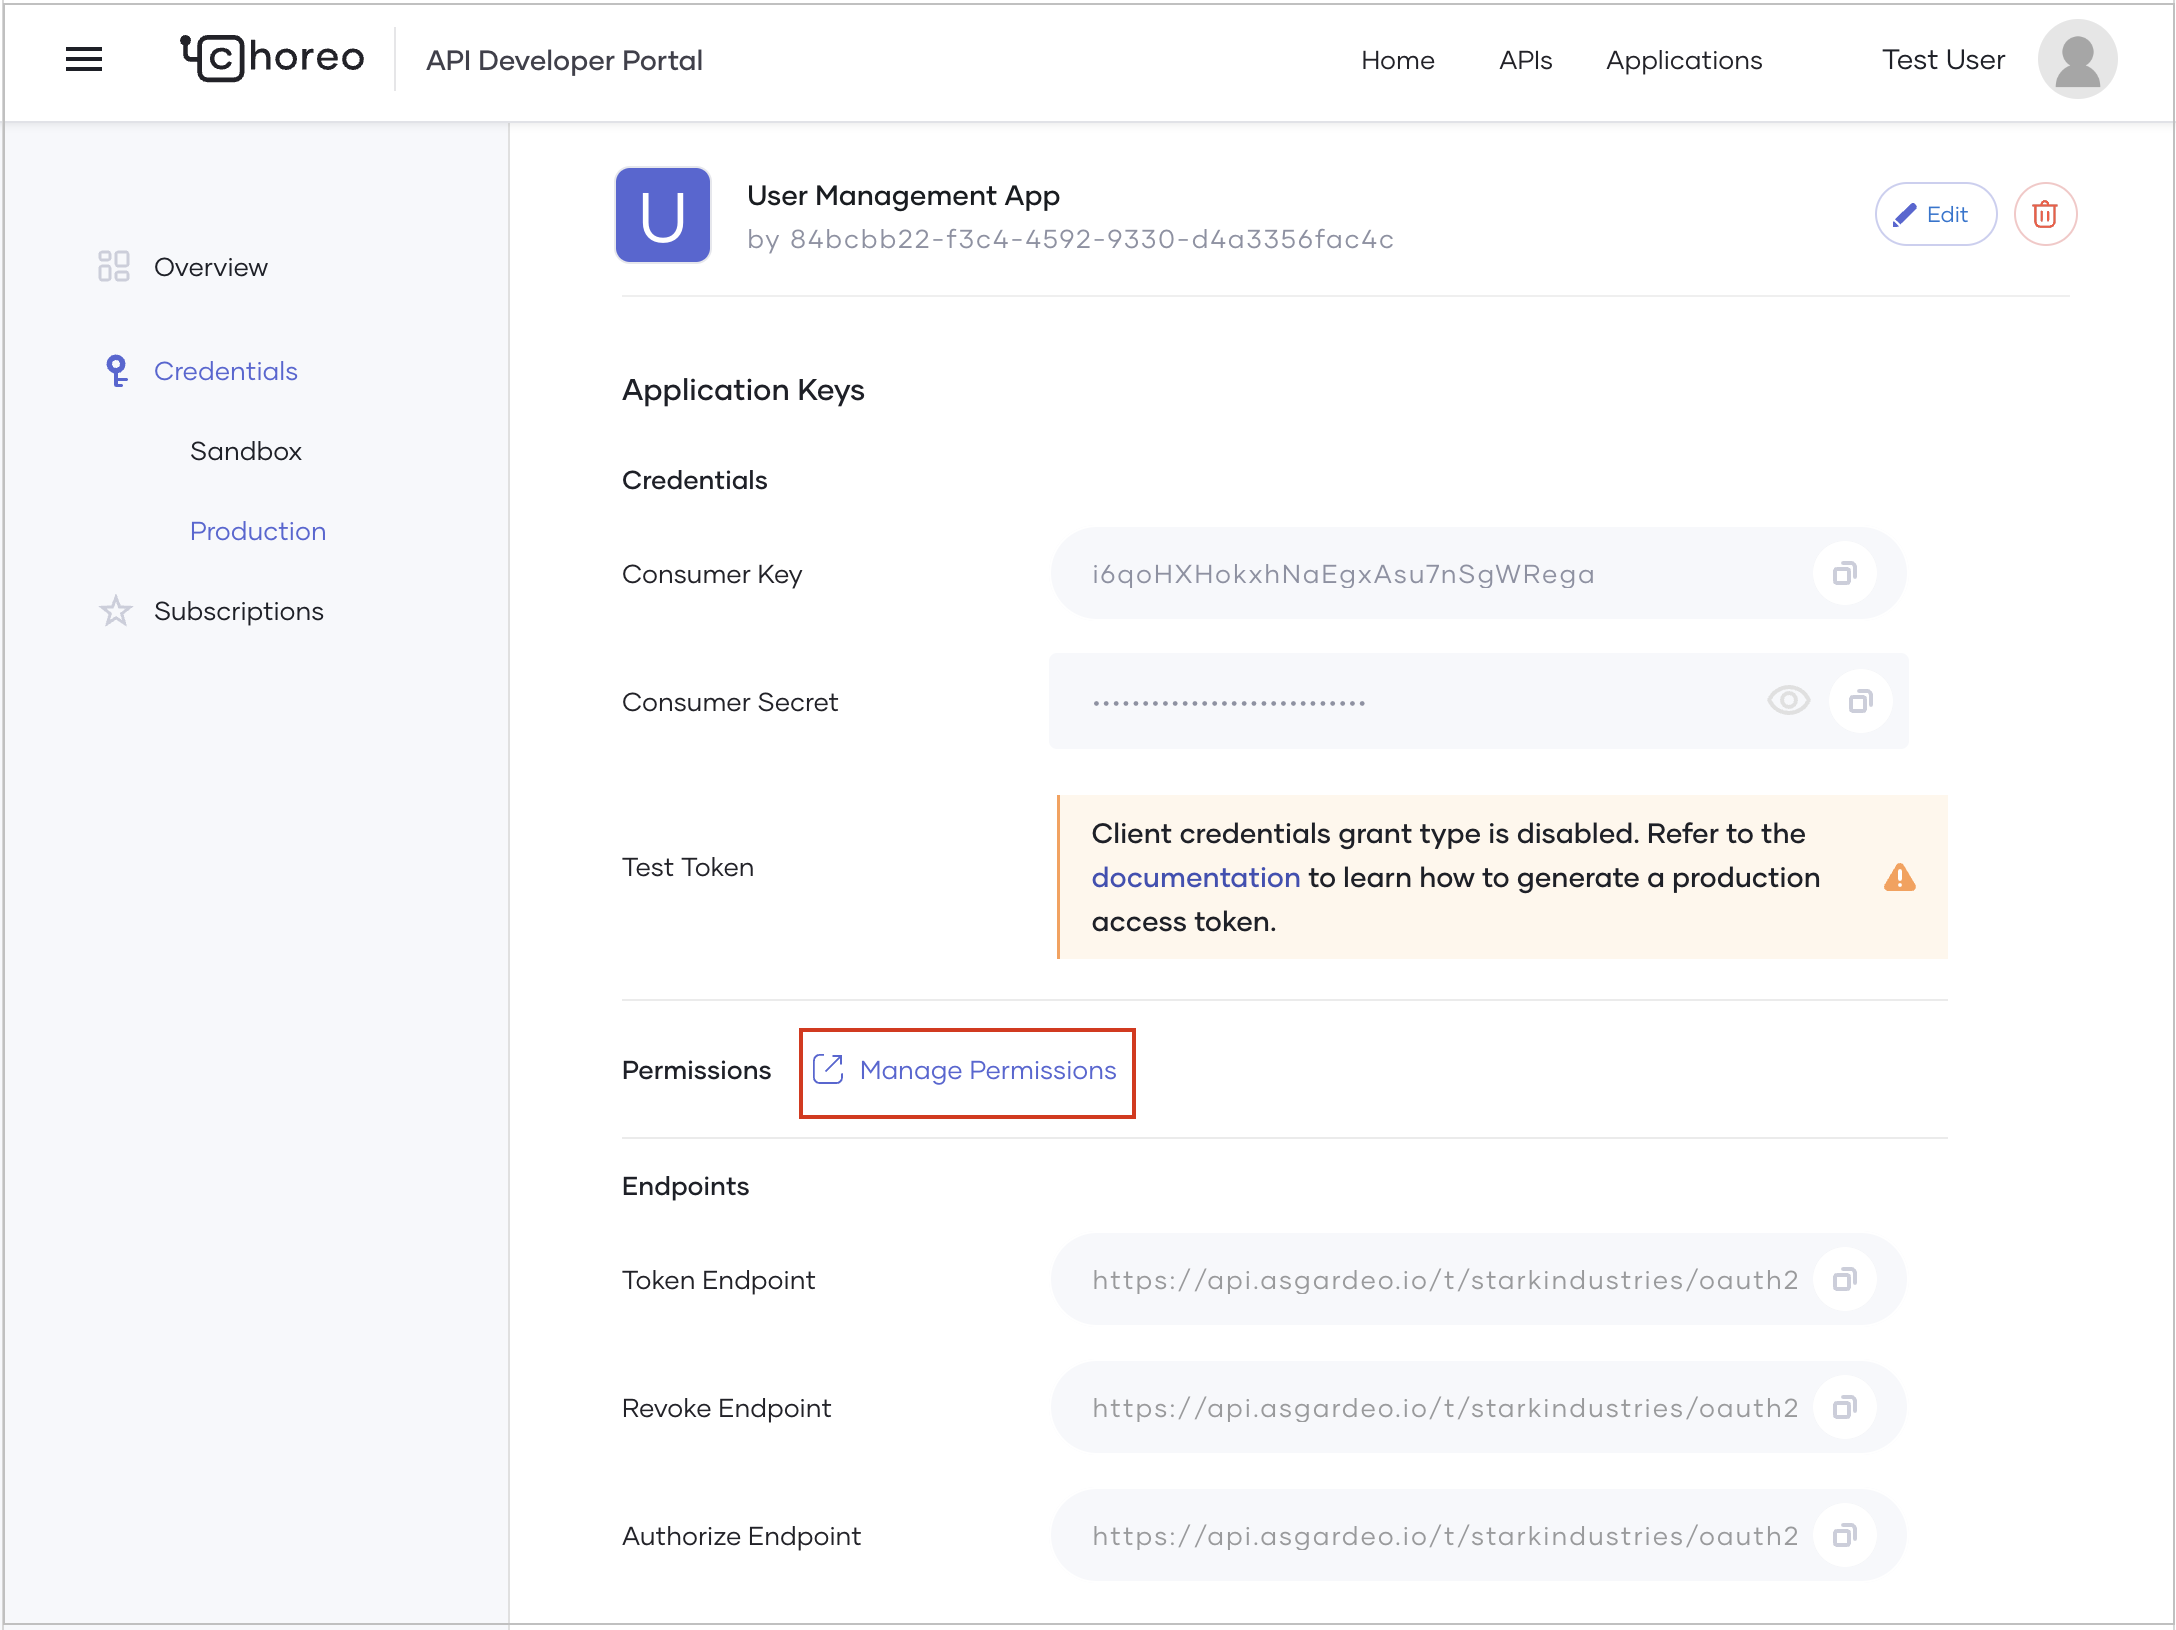 choreo
API Developer Portal
Home
APIs
Applications
Test User
Overview
Credentials
Sandbox
Production
Subscriptions
U
User Management App
by 84bcbb22-f3c4-4592-9330-d4a3356fac4c
Edit
Application Keys
Credentials
Consumer Key
i6qoHXHokxhNaEgxAsu7nSgWRega
Consumer Secret
••••••••••••••••••••••••••••
Test Token
Client credentials grant type is disabled. Refer to the
documentation to learn how to generate a production
access token.
Permissions
Manage Permissions
Endpoints
Token Endpoint
https://api.asgardeo.io/t/starkindustries/oauth2
Revoke Endpoint
https://api.asgardeo.io/t/starkindustries/oauth2
Authorize Endpoint
https://api.asgardeo.io/t/starkindustries/oauth2